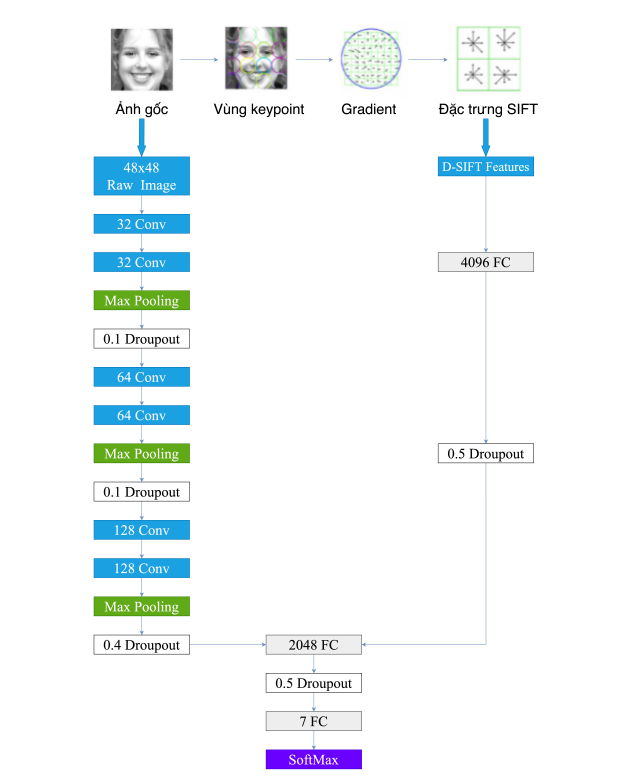 Ảnh gốc
Vùng keypoint
Gradient
Đặc trưng SIFT
48x48
Raw Image
32 Conv
32 Conv
Max Pooling
0.1 Droupout
64 Conv
64 Conv
Max Pooling
0.1 Droupout
128 Conv
128 Conv
Max Pooling
0.4 Droupout
D-SIFT Features
4096 FC
0.5 Droupout
2048 FC
0.5 Droupout
7 FC
SoftMax